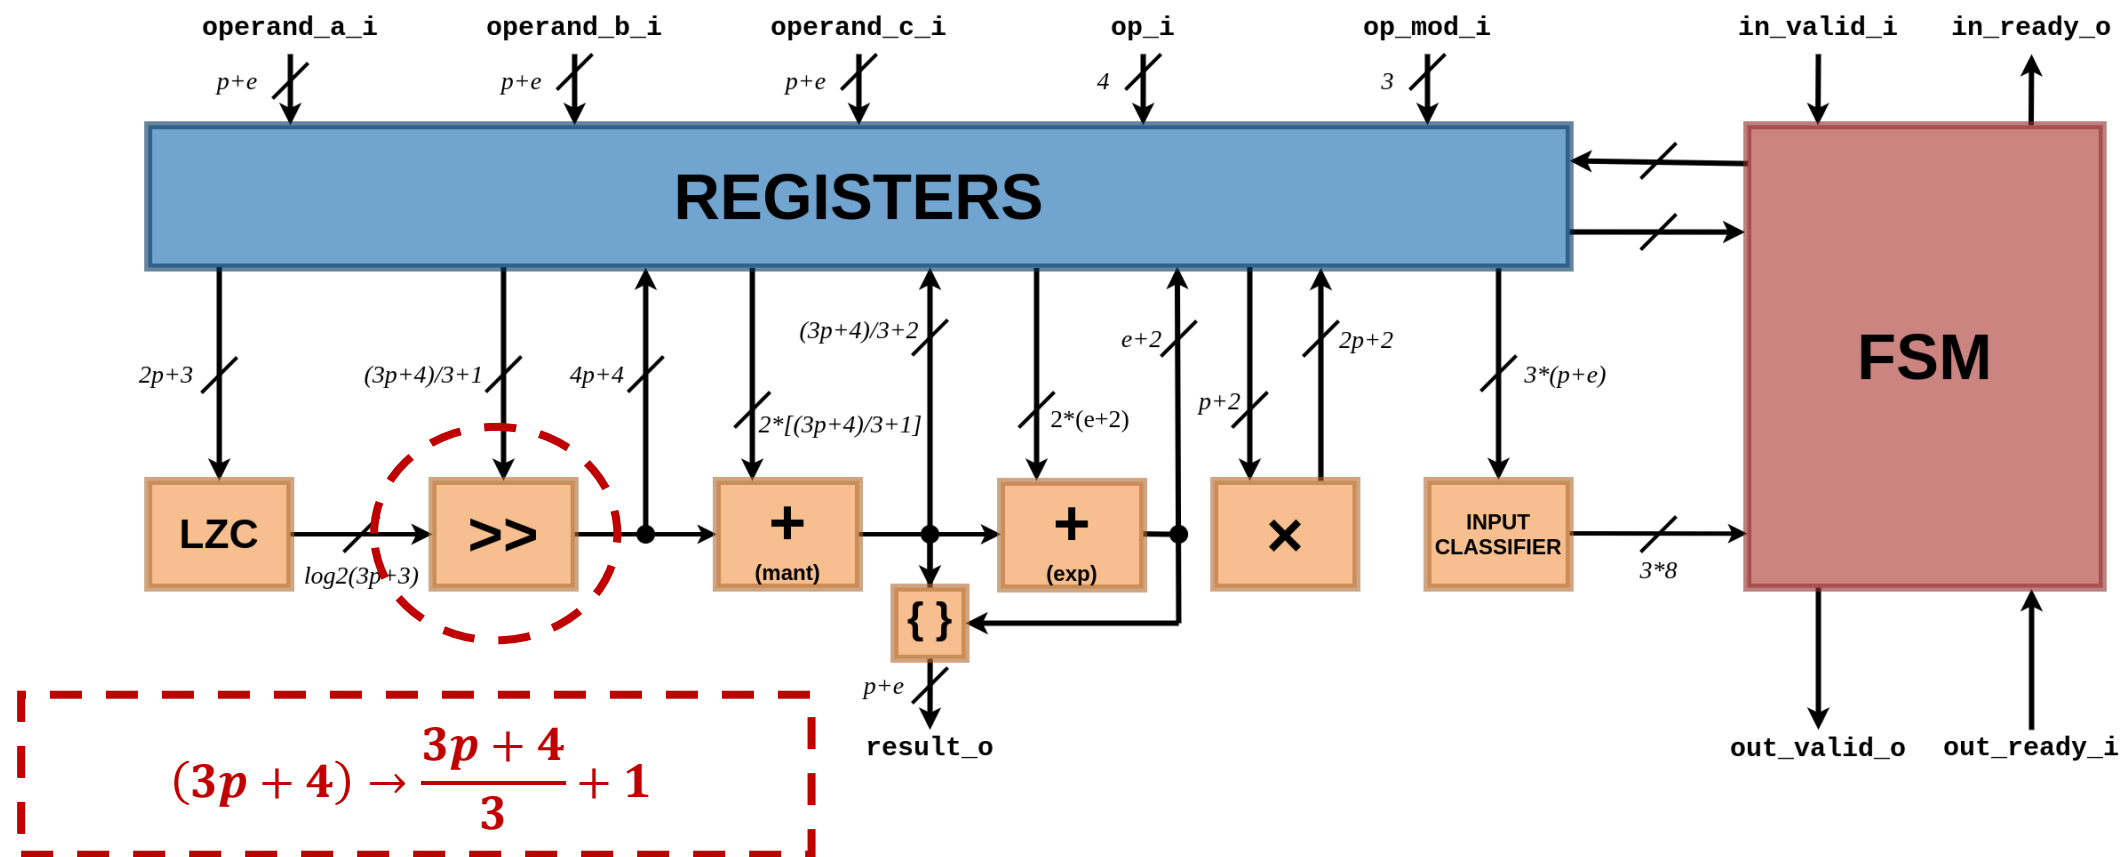 operand_a_i operand_b_i operand_c_i op_i op_mod_i in_valid_i in_ready_o
p+e p+e p+e 4 3
REGISTERS
(3p+4)/3+2 e+2 2p+2
FSM
2p+3 (3p+4)/3+1 4p+4 3*(p+e)
p+2
2*[(3p+4)/3+1] 2*(e+2)
LZC >> + + × INPUT
CLASSIFIER
(mant) (exp)
log2(3p+3) 3*8
{ }
p+e
result_o out_valid_o out_ready_i
(3p + 4) → 3p + 4 / 3 + 1